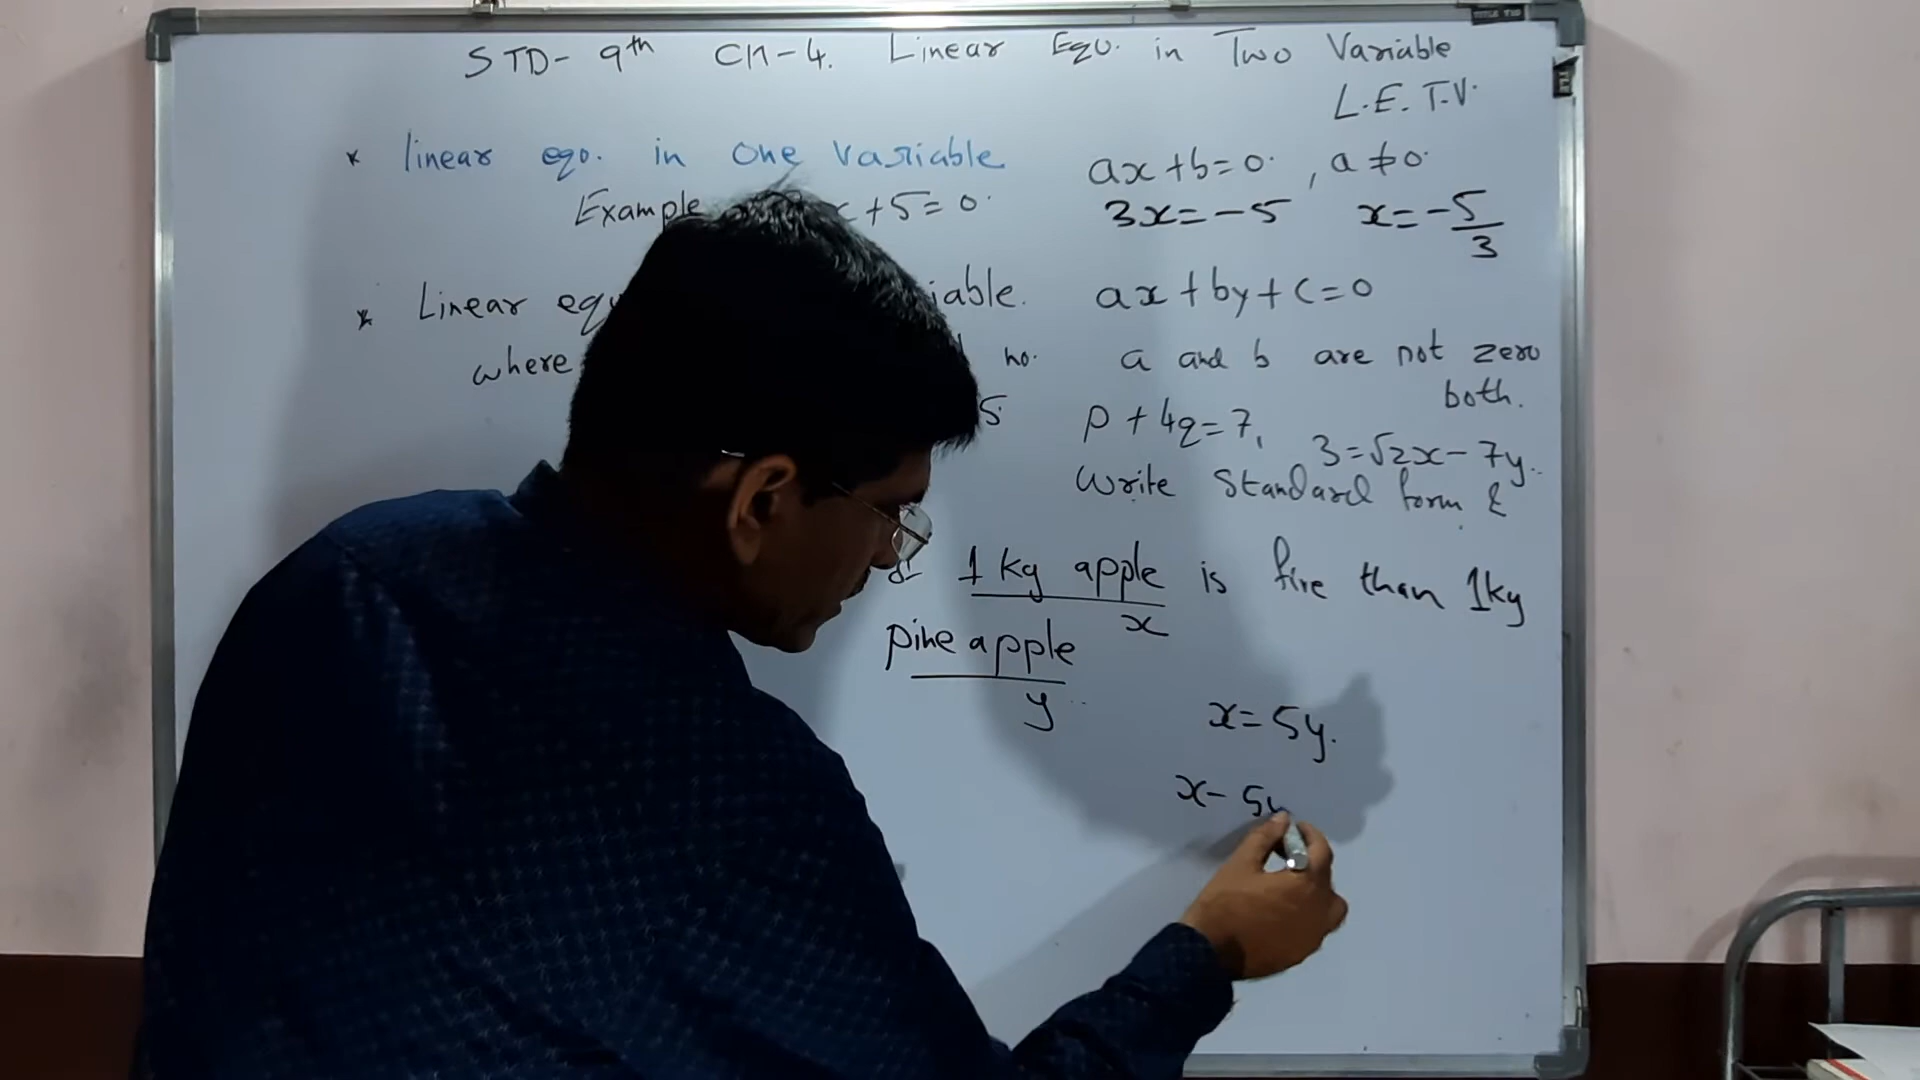 STD- 9th CH-4. Linear Equ. in Two Variable
L.E.T.V.
* linear eqo. in one variable ax+b=0. , a≠0.
Example +5=0. 3x=-5 x=-5/3
* Linear equ iable. ax+by+c=0
where no. a and b are not zero
both.
5. p+4q=7, 3=√2x-7y..
Write Standard form &
1 kg apple is five than 1kg
x
pine apple
y..
x=5y.
x-5y